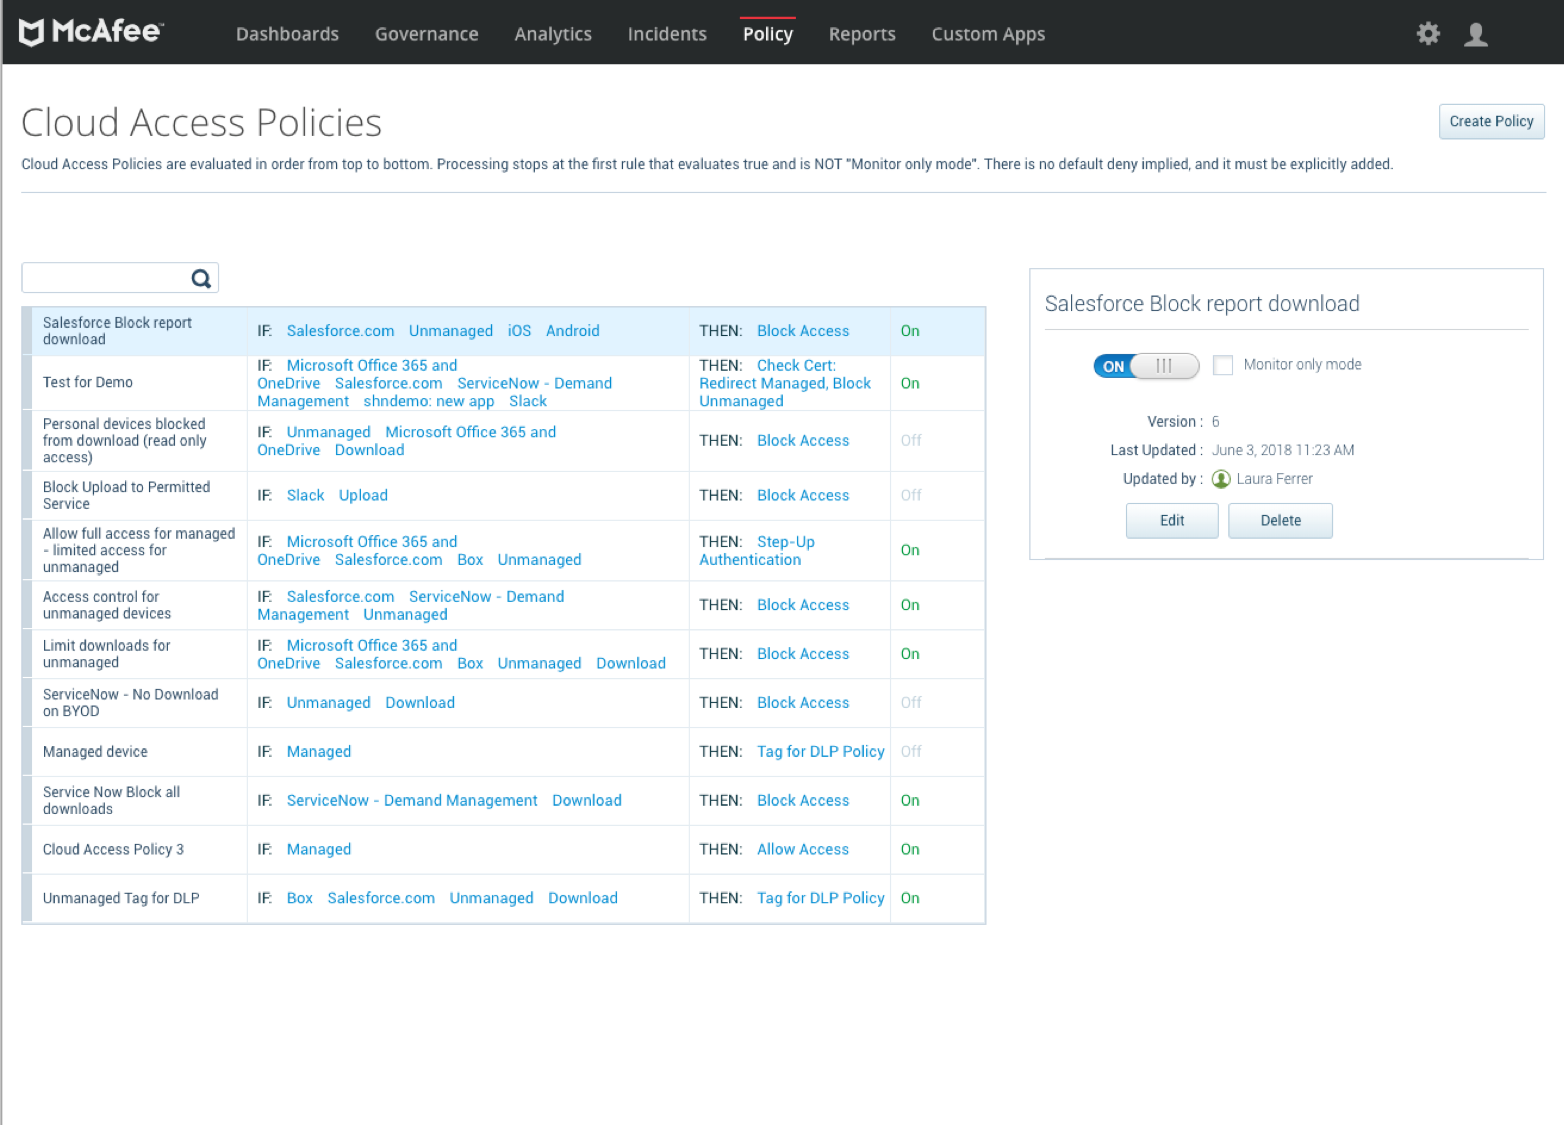 McAfee™
Dashboards Governance Analytics Incidents Policy Reports Custom Apps
Cloud Access Policies
Create Policy
Cloud Access Policies are evaluated in order from top to bottom. Processing stops at the first rule that evaluates true and is NOT "Monitor only mode". There is no default deny implied, and it must be explicitly added.
Salesforce Block report
download
IF: Salesforce.com Unmanaged iOS Android
THEN: Block Access
On
Test for Demo
IF: Microsoft Office 365 and
OneDrive Salesforce.com ServiceNow - Demand
Management shndemo: new app Slack
THEN: Check Cert:
Redirect Managed, Block
Unmanaged
On
Personal devices blocked
from download (read only
access)
IF: Unmanaged Microsoft Office 365 and
OneDrive Download
THEN: Block Access
Off
Block Upload to Permitted
Service
IF: Slack Upload
THEN: Block Access
Off
Allow full access for managed
- limited access for
unmanaged
IF: Microsoft Office 365 and
OneDrive Salesforce.com Box Unmanaged
THEN: Step-Up
Authentication
On
Access control for
unmanaged devices
IF: Salesforce.com ServiceNow - Demand
Management Unmanaged
THEN: Block Access
On
Limit downloads for
unmanaged
IF: Microsoft Office 365 and
OneDrive Salesforce.com Box Unmanaged Download
THEN: Block Access
On
ServiceNow - No Download
on BYOD
IF: Unmanaged Download
THEN: Block Access
Off
Managed device
IF: Managed
THEN: Tag for DLP Policy
Off
Service Now Block all
downloads
IF: ServiceNow - Demand Management Download
THEN: Block Access
On
Cloud Access Policy 3
IF: Managed
THEN: Allow Access
On
Unmanaged Tag for DLP
IF: Box Salesforce.com Unmanaged Download
THEN: Tag for DLP Policy
On
Salesforce Block report download
ON Monitor only mode
Version : 6
Last Updated : June 3, 2018 11:23 AM
Updated by : Laura Ferrer
Edit Delete